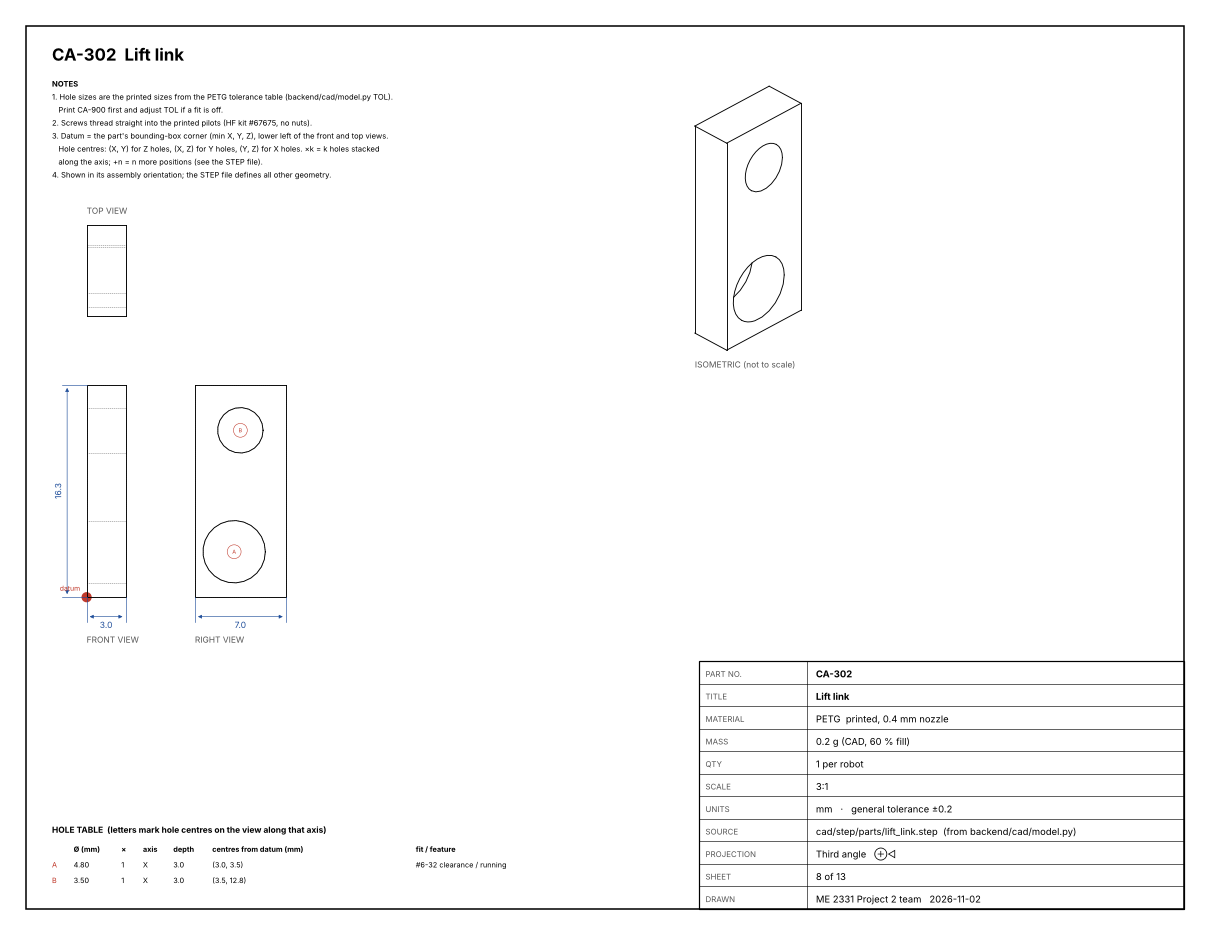 CA-302 Lift link
NOTES
1. Hole sizes are the printed sizes from the PETG tolerance table (backend/cad/model.py TOL).
Print CA-900 first and adjust TOL if a fit is off.
2. Screws thread straight into the printed pilots (HF kit #67675, no nuts).
3. Datum = the part's bounding-box corner (min X, Y, Z), lower left of the front and top views.
Hole centres: (X, Y) for Z holes, (X, Z) for Y holes, (Y, Z) for X holes. ×k = k holes stacked
along the axis; +n = n more positions (see the STEP file).
4. Shown in its assembly orientation; the STEP file defines all other geometry.
TOP VIEW
ISOMETRIC (not to scale)
16.3
B
A
datum
3.0
7.0
FRONT VIEW
RIGHT VIEW
PART NO. CA-302
TITLE Lift link
MATERIAL PETG printed, 0.4 mm nozzle
MASS 0.2 g (CAD, 60 % fill)
QTY 1 per robot
SCALE 3:1
UNITS mm · general tolerance ±0.2
SOURCE cad/step/parts/lift_link.step (from backend/cad/model.py)
PROJECTION Third angle
SHEET 8 of 13
DRAWN ME 2331 Project 2 team 2026-11-02
HOLE TABLE (letters mark hole centres on the view along that axis)
Ø (mm) × axis depth centres from datum (mm) fit / feature
A 4.80 1 X 3.0 (3.0, 3.5) #6-32 clearance / running
B 3.50 1 X 3.0 (3.5, 12.8)